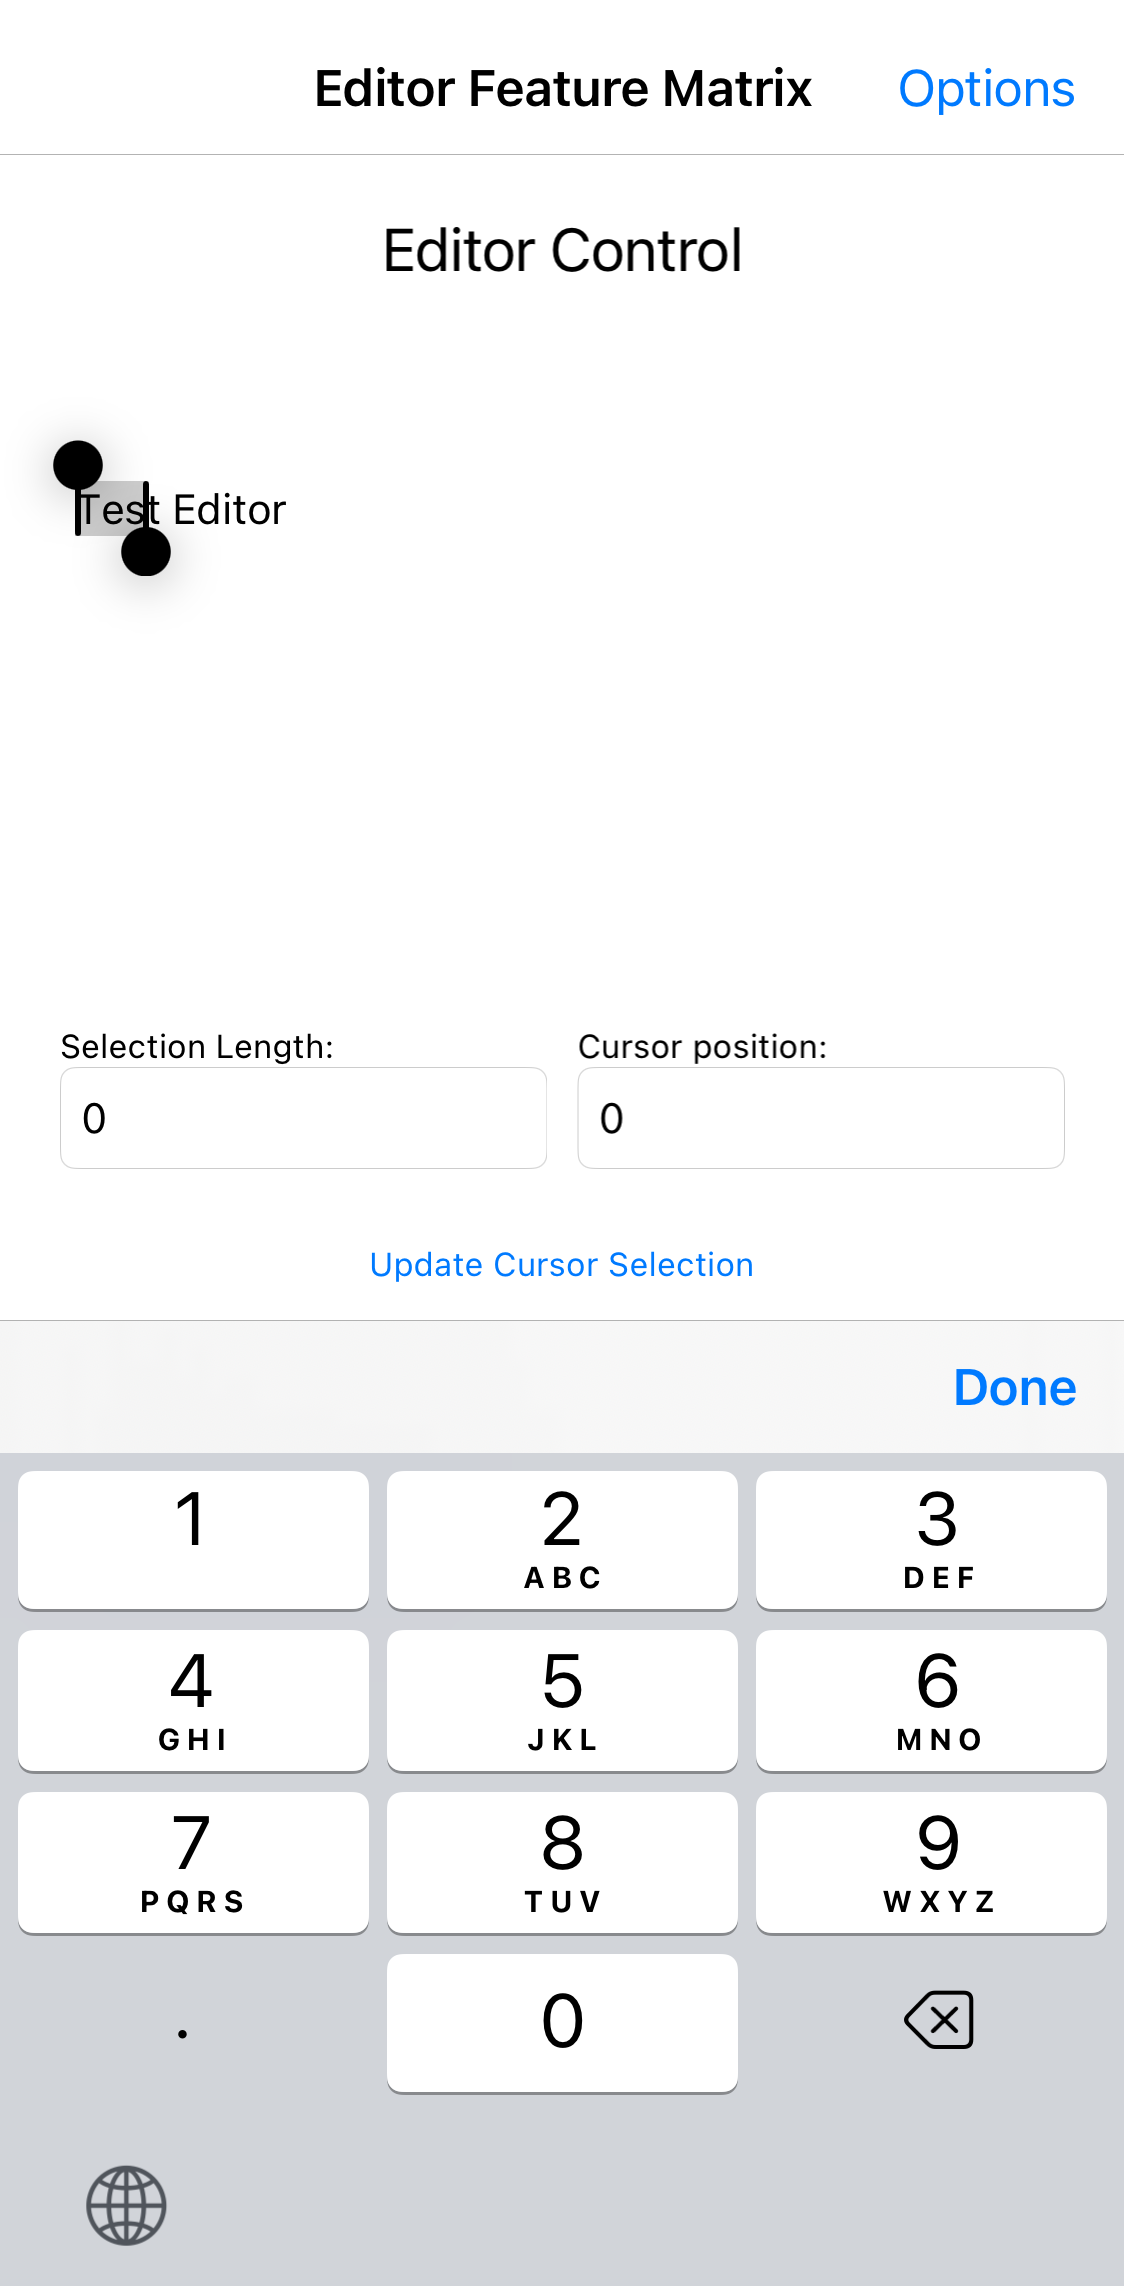 Editor Feature Matrix Options
Editor Control
Test Editor
Selection Length: Cursor position:
0 0
Update Cursor Selection
Done
1 2 3
ABC DEF
4 5 6
GHI JKL MNO
7 8 9
PQRS TUV WXYZ
. 0